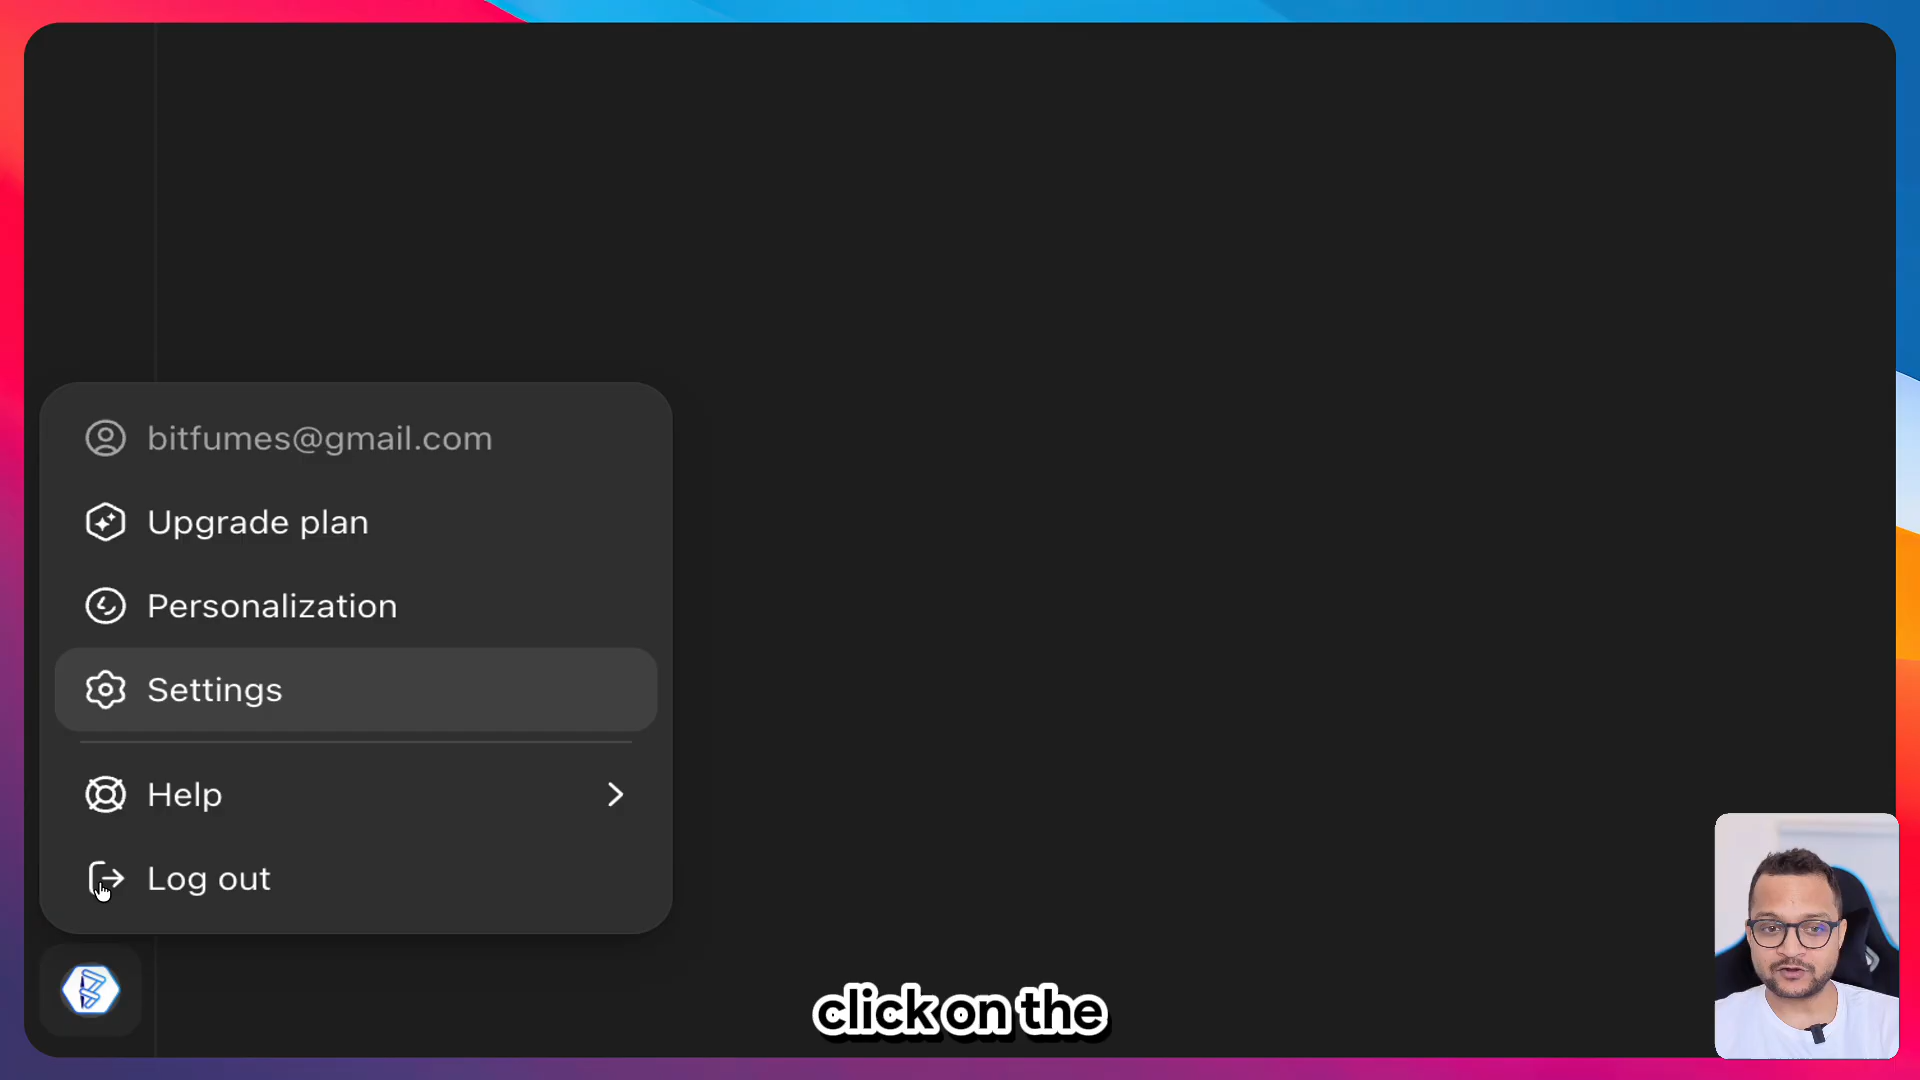 bitfumes@gmail.com
Upgrade plan
Personalization
Settings
Help
Log out
click on the